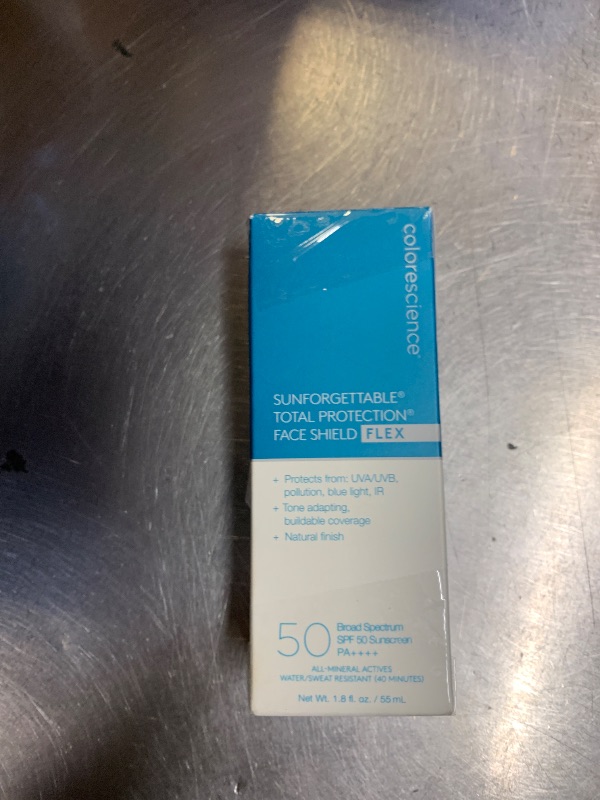 colorescience®
SUNFORGETTABLE®
TOTAL PROTECTION®
FACE SHIELD FLEX
+ Protects from: UVA/UVB,
pollution, blue light, IR
+ Tone adapting,
buildable coverage
+ Natural finish
50
Broad Spectrum
SPF 50 Sunscreen
PA++++
ALL-MINERAL ACTIVES
WATER/SWEAT RESISTANT (40 MINUTES)
Net Wt. 1.8 fl. oz. / 55 mL